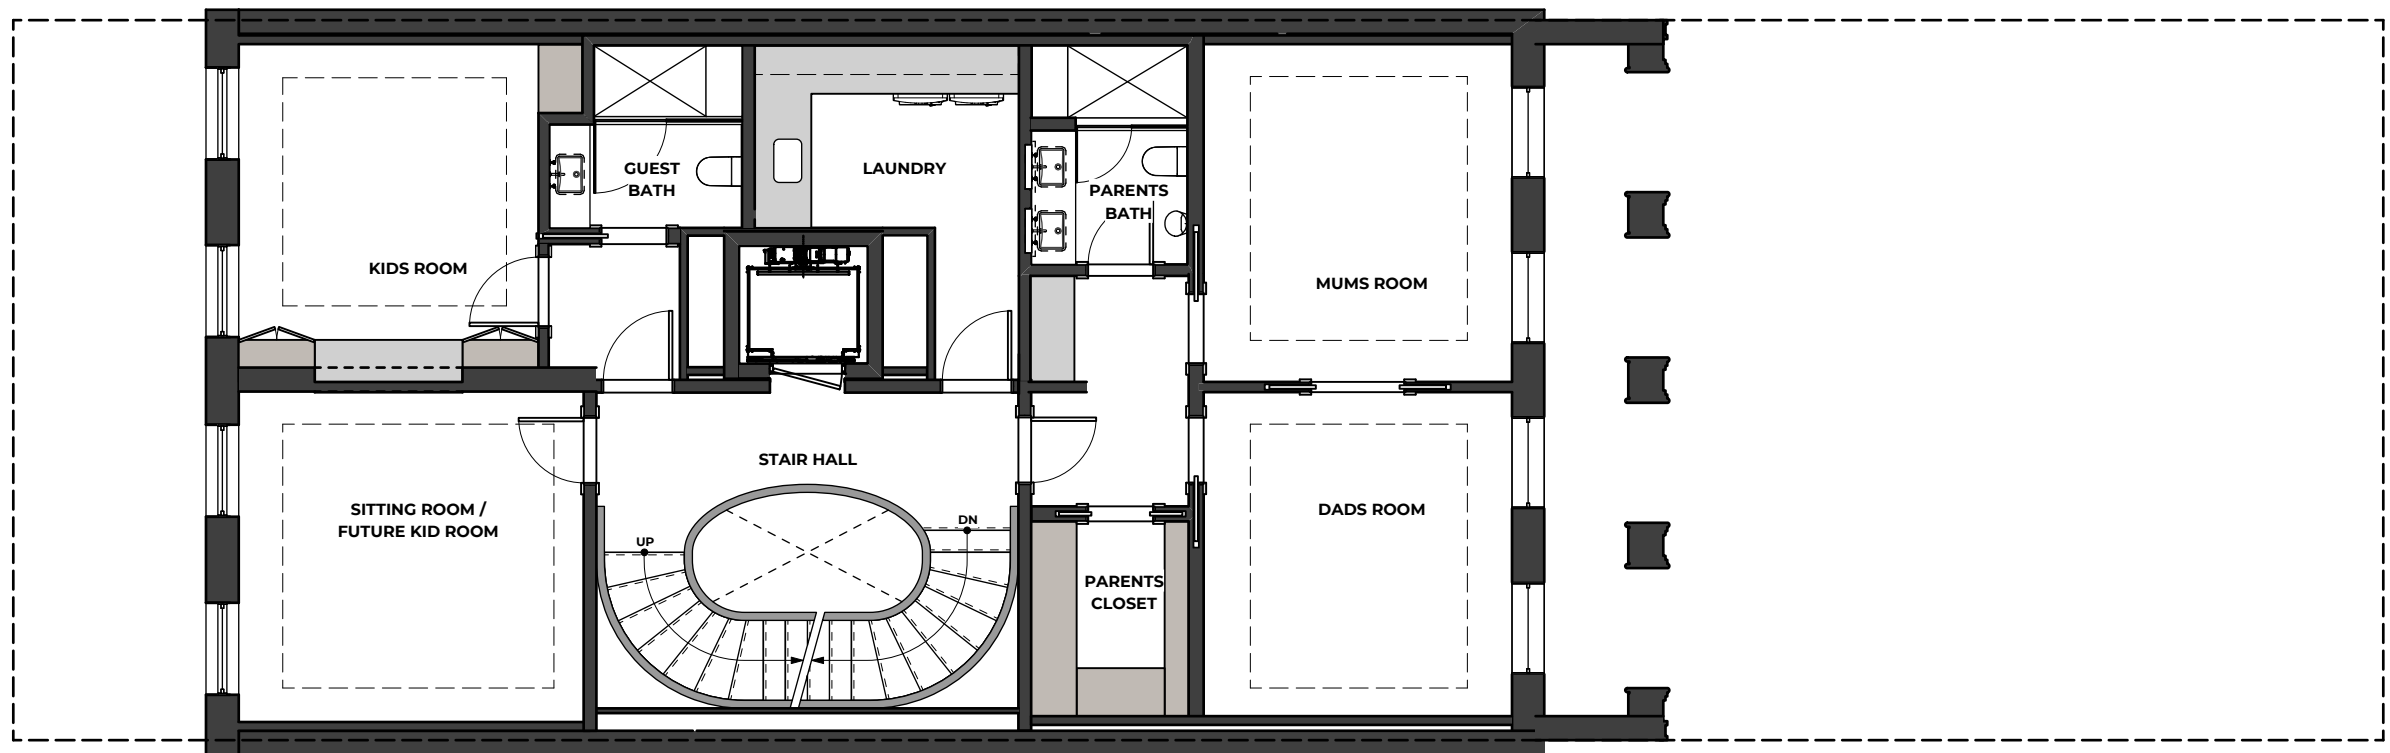 GUEST
BATH
LAUNDRY
PARENTS
BATH
KIDS ROOM
MUMS ROOM
STAIR HALL
SITTING ROOM /
FUTURE KID ROOM
DADS ROOM
UP
DN
PARENTS
CLOSET